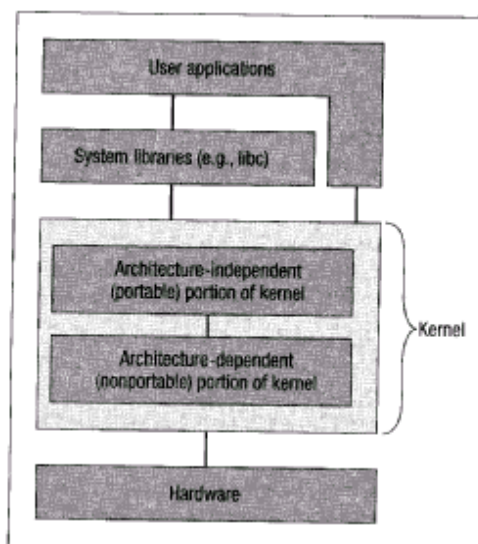 User applications
System libraries (e.g., libc)
Architecture-independent
(portable) portion of kernel
Kernel
Architecture-dependent
(nonportable) portion of kernel
Hardware